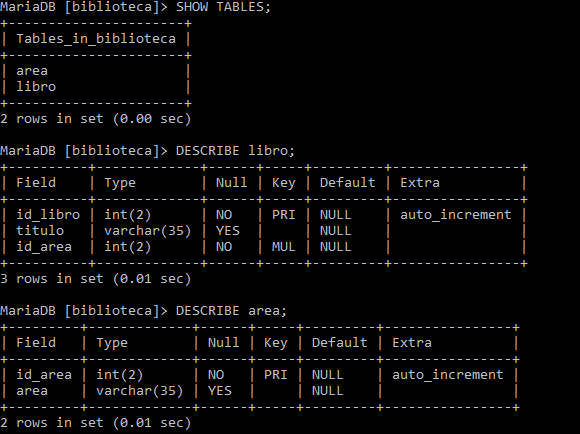 MariaDB [biblioteca]> SHOW TABLES;
+----------------------+
| Tables_in_biblioteca |
+----------------------+
| area                 |
| libro                |
+----------------------+
2 rows in set (0.00 sec)

MariaDB [biblioteca]> DESCRIBE libro;
+----------+-------------+------+-----+---------+----------------+
| Field    | Type        | Null | Key | Default | Extra          |
+----------+-------------+------+-----+---------+----------------+
| id_libro | int(2)      | NO   | PRI | NULL    | auto_increment |
| titulo   | varchar(35) | YES  |     | NULL    |                |
| id_area  | int(2)      | NO   | MUL | NULL    |                |
+----------+-------------+------+-----+---------+----------------+
3 rows in set (0.01 sec)

MariaDB [biblioteca]> DESCRIBE area;
+---------+-------------+------+-----+---------+----------------+
| Field   | Type        | Null | Key | Default | Extra          |
+---------+-------------+------+-----+---------+----------------+
| id_area | int(2)      | NO   | PRI | NULL    | auto_increment |
| area    | varchar(35) | YES  |     | NULL    |                |
+---------+-------------+------+-----+---------+----------------+
2 rows in set (0.01 sec)